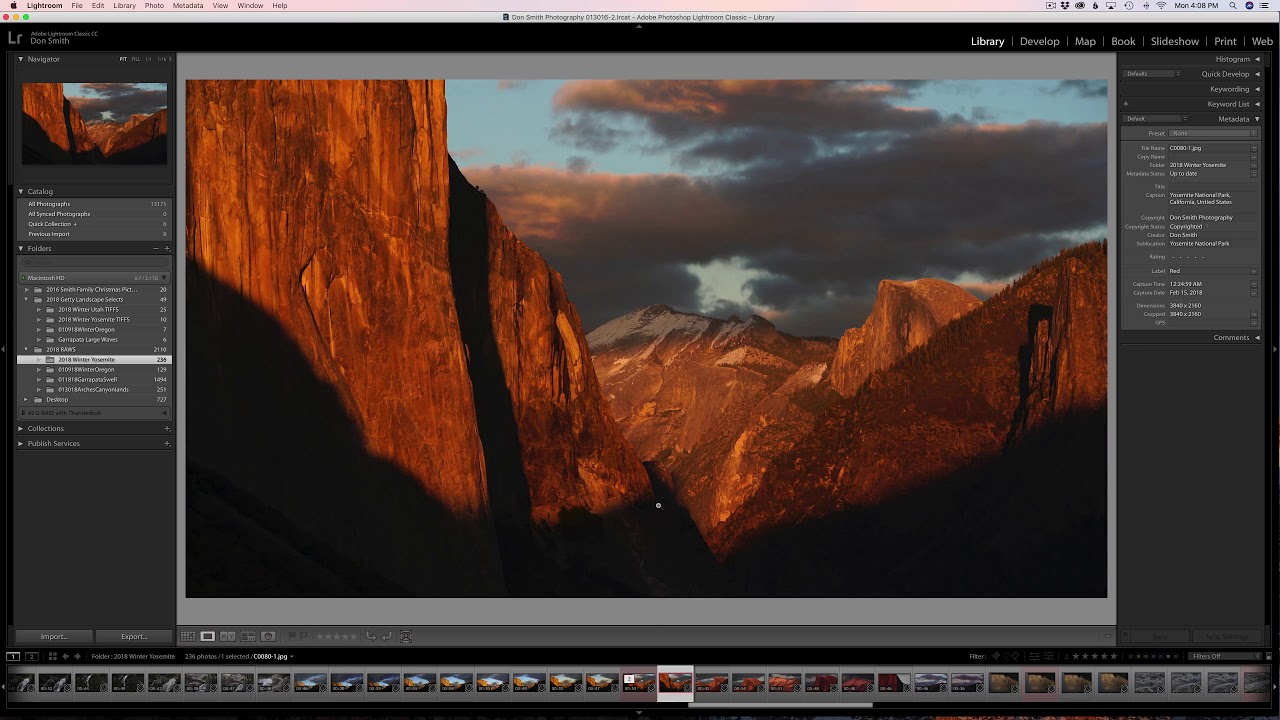 Lightroom File Edit Library Photo Metadata View Window Help Mon 4:08 PM
Don Smith Photography 013016-2.lrcat - Adobe Photoshop Lightroom Classic - Library
Lr Adobe Lightroom Classic CC
Don Smith
Library | Develop | Map | Book | Slideshow | Print | Web
Navigator FIT FILL 1:1 1:16
Catalog
All Photographs 13171
All Synced Photographs 0
Quick Collection + 6
Previous Import 8
Folders
Macintosh HD
2016 Smith Family Christmas Pict... 20
2018 Getty Landscape Selects 49
2018 Winter Utah TIFFS 25
2018 Winter Yosemite TIFFS 10
010918WinterOregon 7
Garrapata Large Waves 6
2018 RAWS 2110
2018 Winter Yosemite 236
010918WinterOregon 129
011818GarrapataSwell 1494
013018ArchesCanyonlands 251
Desktop 727
#3 G-RAID with Thunderbolt
Collections
Publish Services
Import... Export...
Histogram
Defaults Quick Develop
Keywording
Keyword List
Default Metadata
Preset None
File Name C0080-1.jpg
Copy Name
Folder 2018 Winter Yosemite
Metadata Status Up to date
Title
Caption Yosemite National Park,
California, Untied States
Copyright Don Smith Photography
Copyright Status Copyrighted
Creator Don Smith
Sublocation Yosemite National Park
Rating
Label Red
Capture Time 12:24:59 AM
Capture Date Feb 15, 2018
Dimensions 3840 x 2160
Cropped 3840 x 2160
GPS
Comments
Sync Sync Settings
1 2 Folder : 2018 Winter Yosemite 236 photos / 1 selected / C0080-1.jpg Filter : Filters Off